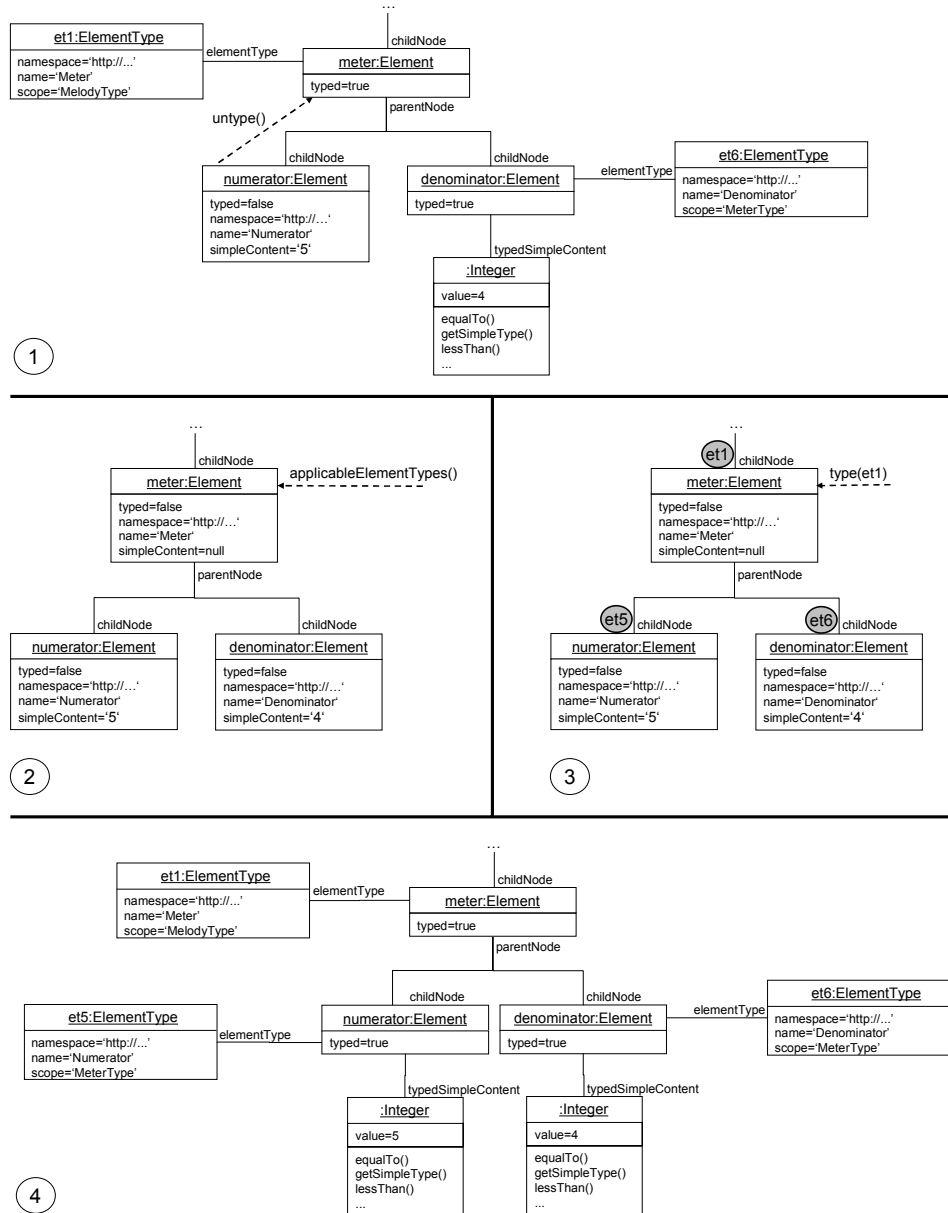 ...
childNode
et1:ElementType
namespace='http://...'
name='Meter'
scope='MelodyType'
elementType
meter:Element
typed=true
parentNode
untype()
childNode
numerator:Element
typed=false
namespace='http://…‘
name='Numerator‘
simpleContent=‘5‘
childNode
denominator:Element
typed=true
elementType
et6:ElementType
namespace='http://...'
name='Denominator'
scope='MeterType'
typedSimpleContent
:Integer
value=4
equalTo()
getSimpleType()
lessThan()
...
1
...
childNode
meter:Element
typed=false
namespace='http://…‘
name='Meter‘
simpleContent=null
applicableElementTypes()
parentNode
childNode
numerator:Element
typed=false
namespace='http://…‘
name='Numerator‘
simpleContent=‘5‘
childNode
denominator:Element
typed=false
namespace='http://…‘
name='Denominator‘
simpleContent=‘4‘
2
...
et1
childNode
meter:Element
typed=false
namespace='http://…‘
name='Meter‘
simpleContent=null
type(et1)
parentNode
et5
childNode
numerator:Element
typed=false
namespace='http://…‘
name='Numerator‘
simpleContent=‘5‘
et6
childNode
denominator:Element
typed=false
namespace='http://…‘
name='Denominator‘
simpleContent=‘4‘
3
...
childNode
et1:ElementType
namespace='http://...'
name='Meter'
scope='MelodyType'
elementType
meter:Element
typed=true
parentNode
et5:ElementType
namespace='http://...'
name='Numerator'
scope='MeterType'
elementType
childNode
numerator:Element
typed=true
childNode
denominator:Element
typed=true
elementType
et6:ElementType
namespace='http://...'
name='Denominator'
scope='MeterType'
typedSimpleContent
:Integer
value=5
equalTo()
getSimpleType()
lessThan()
...
typedSimpleContent
:Integer
value=4
equalTo()
getSimpleType()
lessThan()
...
4